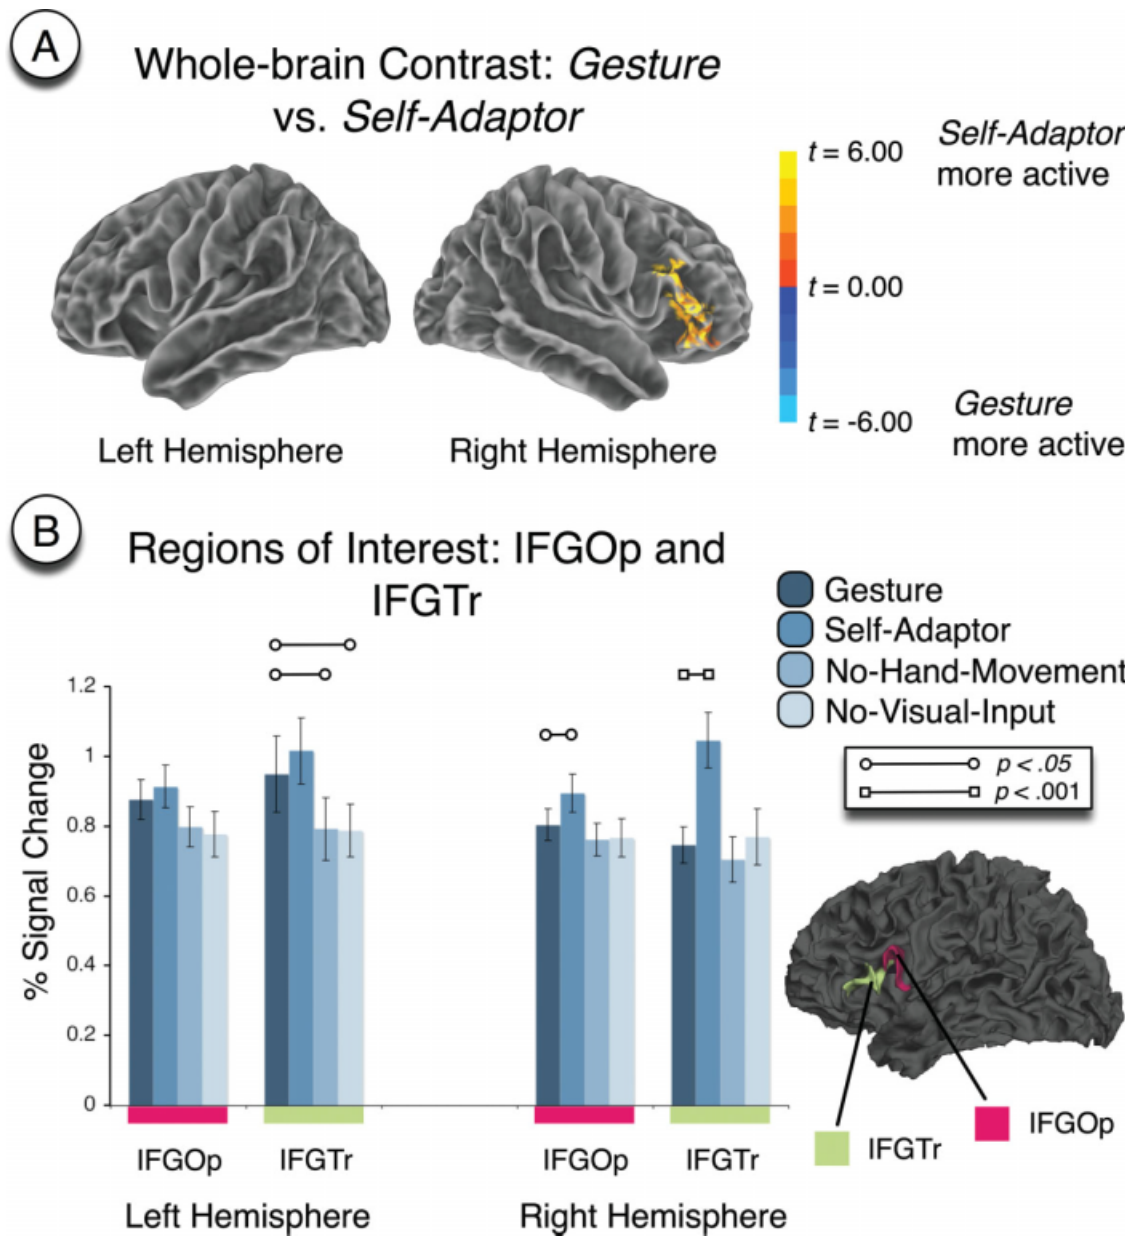 A
Whole-brain Contrast: Gesture
vs. Self-Adaptor
t = 6.00
Self-Adaptor
more active
t = 0.00
t = -6.00
Gesture
more active
Left Hemisphere
Right Hemisphere
B
Regions of Interest: IFGOp and
IFGTr
Gesture
Self-Adaptor
No-Hand-Movement
No-Visual-Input
p < .05
p < .001
% Signal Change
1.2
1
0.8
0.6
0.4
0.2
0
IFGOp
IFGTr
IFGOp
IFGTr
Left Hemisphere
Right Hemisphere
IFGOp
IFGTr